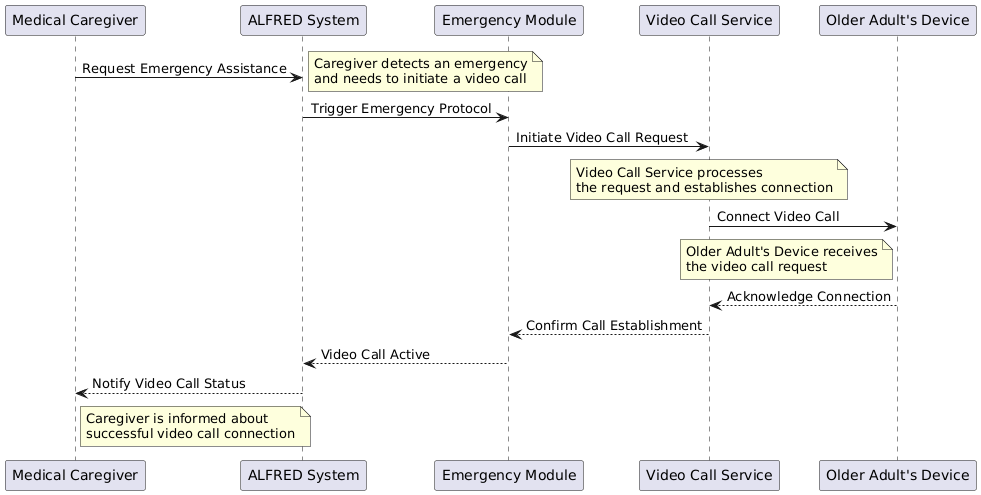 Medical Caregiver
ALFRED System
Emergency Module
Video Call Service
Older Adult's Device
Request Emergency Assistance
Caregiver detects an emergency
and needs to initiate a video call
Trigger Emergency Protocol
Initiate Video Call Request
Video Call Service processes
the request and establishes connection
Connect Video Call
Older Adult's Device receives
the video call request
Acknowledge Connection
Confirm Call Establishment
Video Call Active
Notify Video Call Status
Caregiver is informed about
successful video call connection
Medical Caregiver
ALFRED System
Emergency Module
Video Call Service
Older Adult's Device